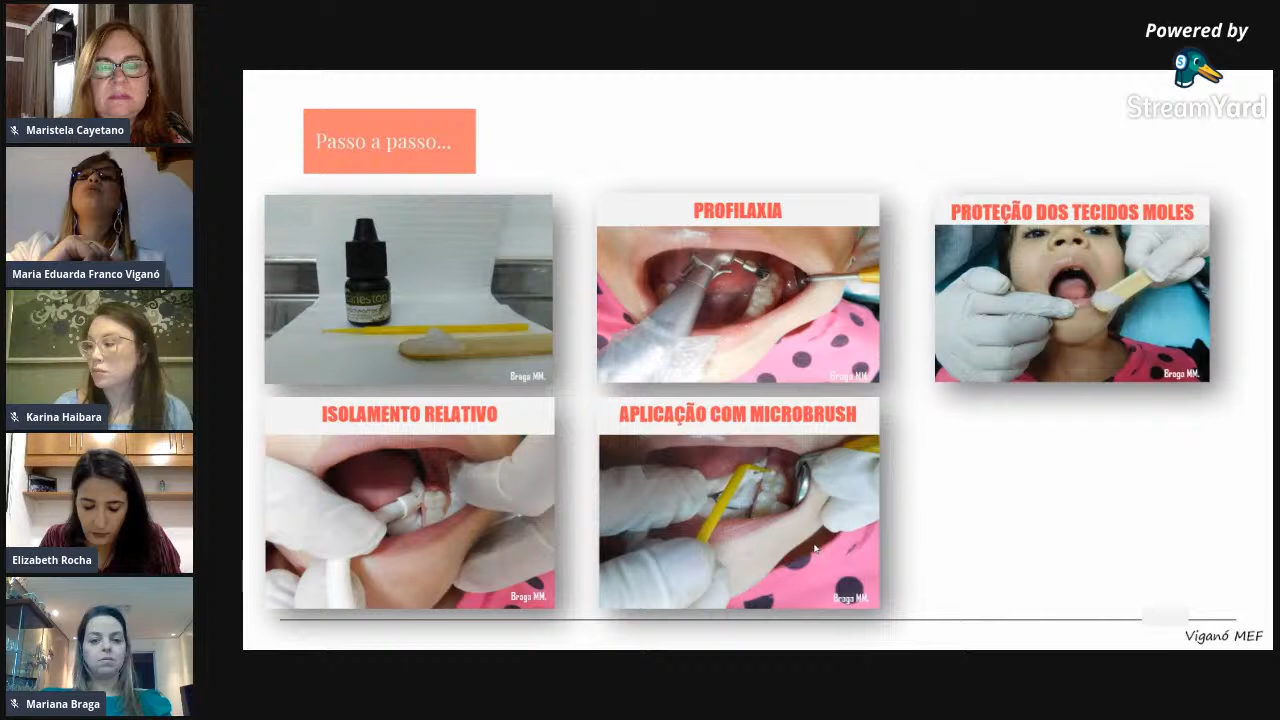 Powered by
StreamYard
Maristela Cayetano
Maria Eduarda Franco Viganó
Karina Haibara
Elizabeth Rocha
Mariana Braga
Passo a passo...
cariestop
Braga MM.
PROFILAXIA
Braga MM.
PROTEÇÃO DOS TECIDOS MOLES
Braga MM.
ISOLAMENTO RELATIVO
Braga MM.
APLICAÇÃO COM MICROBRUSH
Braga MM.
Viganó MEF